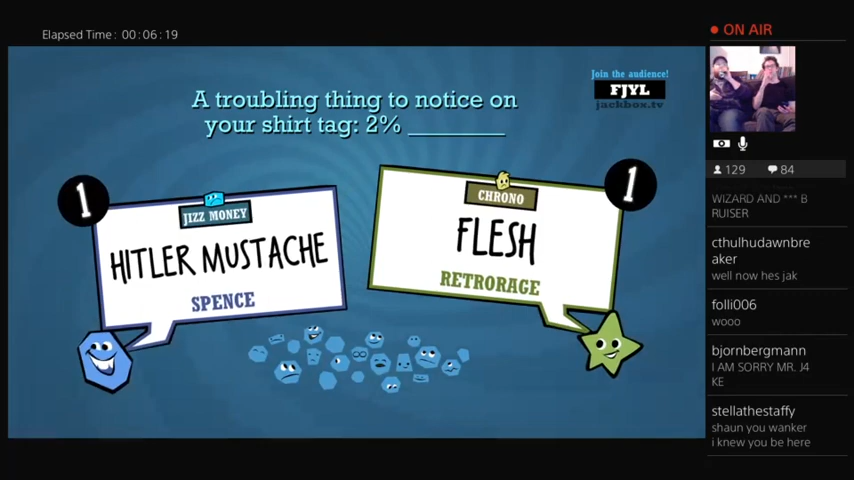 Elapsed Time: 00:06:19
ON AIR
Join the audience!
FJYL
jackbox.tv
A troubling thing to notice on
your shirt tag: 2% ________
1
JIZZ MONEY
HITLER MUSTACHE
SPENCE
CHRONO
1
FLESH
RETRORAGE
129
84
WIZARD AND *** B
RUISER
cthulhudawnbre
aker
well now hes jak
folli006
wooo
bjornbergmann
I AM SORRY MR. J4
KE
stellathestaffy
shaun you wanker
i knew you be here